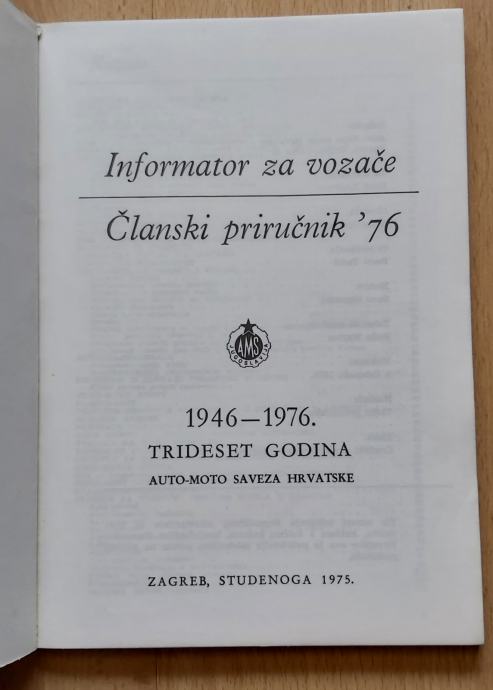 Informator za vozače
Članski priručnik ’76
AMS
JUGOSLAVIJA
1946—1976.
TRIDESET GODINA
AUTO-MOTO SAVEZA HRVATSKE
ZAGREB, STUDENOGA 1975.